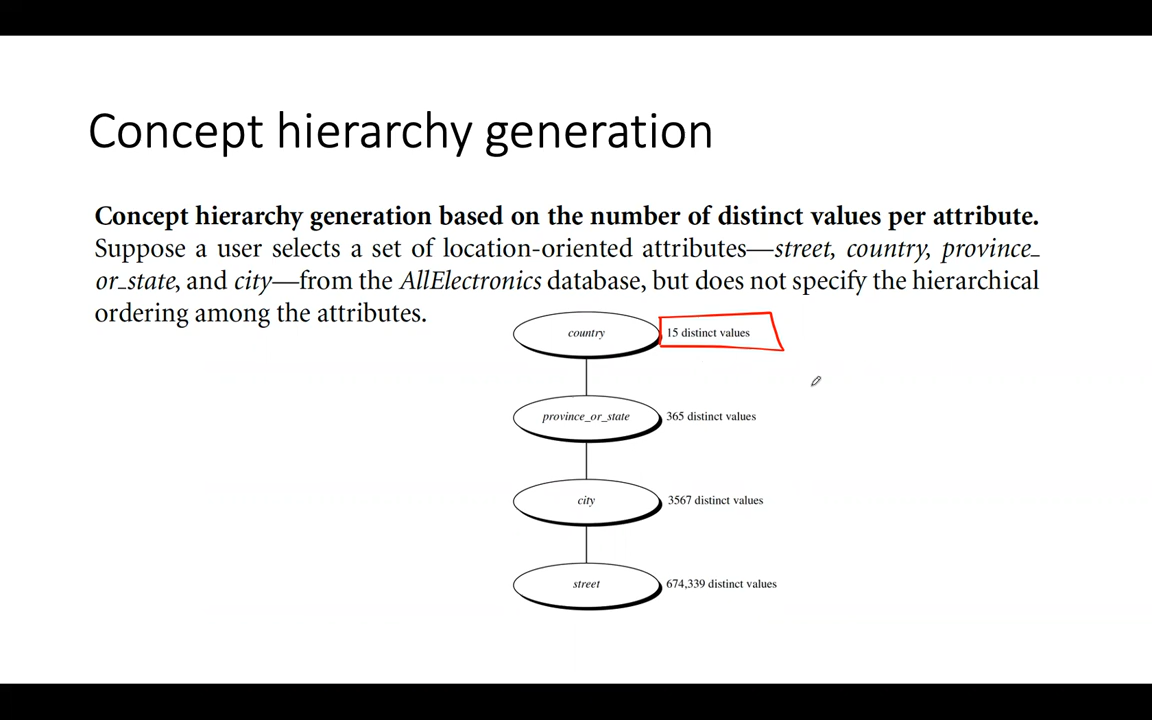 Concept hierarchy generation
Concept hierarchy generation based on the number of distinct values per attribute.
Suppose a user selects a set of location-oriented attributes—street, country, province_
or_state, and city—from the AllElectronics database, but does not specify the hierarchical
ordering among the attributes.
country 15 distinct values
province_or_state 365 distinct values
city 3567 distinct values
street 674,339 distinct values